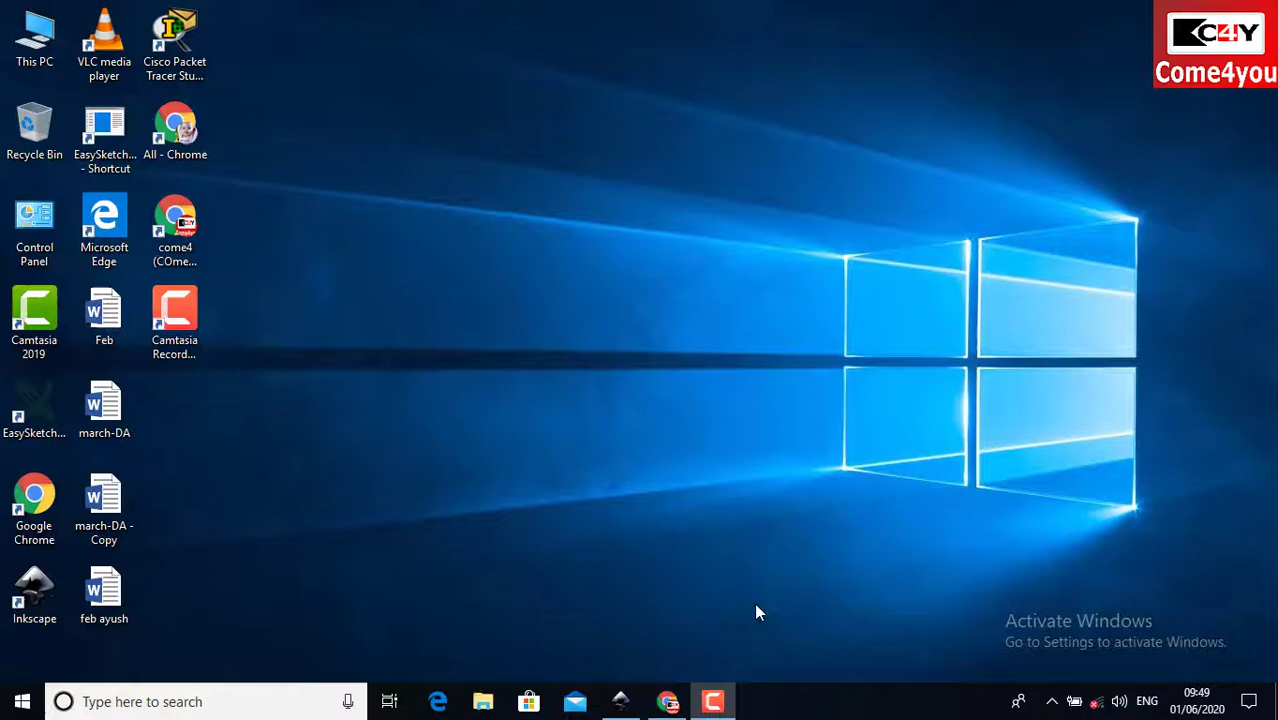 This PC
VLC media
player
Cisco Packet
Tracer Stu...
C4Y
Come4you
Recycle Bin
EasySketch...
- Shortcut
All - Chrome
Control
Panel
Microsoft
Edge
come4
(COme...
Camtasia
2019
Feb
Camtasia
Record...
EasySketch...
march-DA
Google
Chrome
march-DA -
Copy
Inkscape
feb ayush
Activate Windows
Go to Settings to activate Windows.
Type here to search
ENG
09:49
01/06/2020